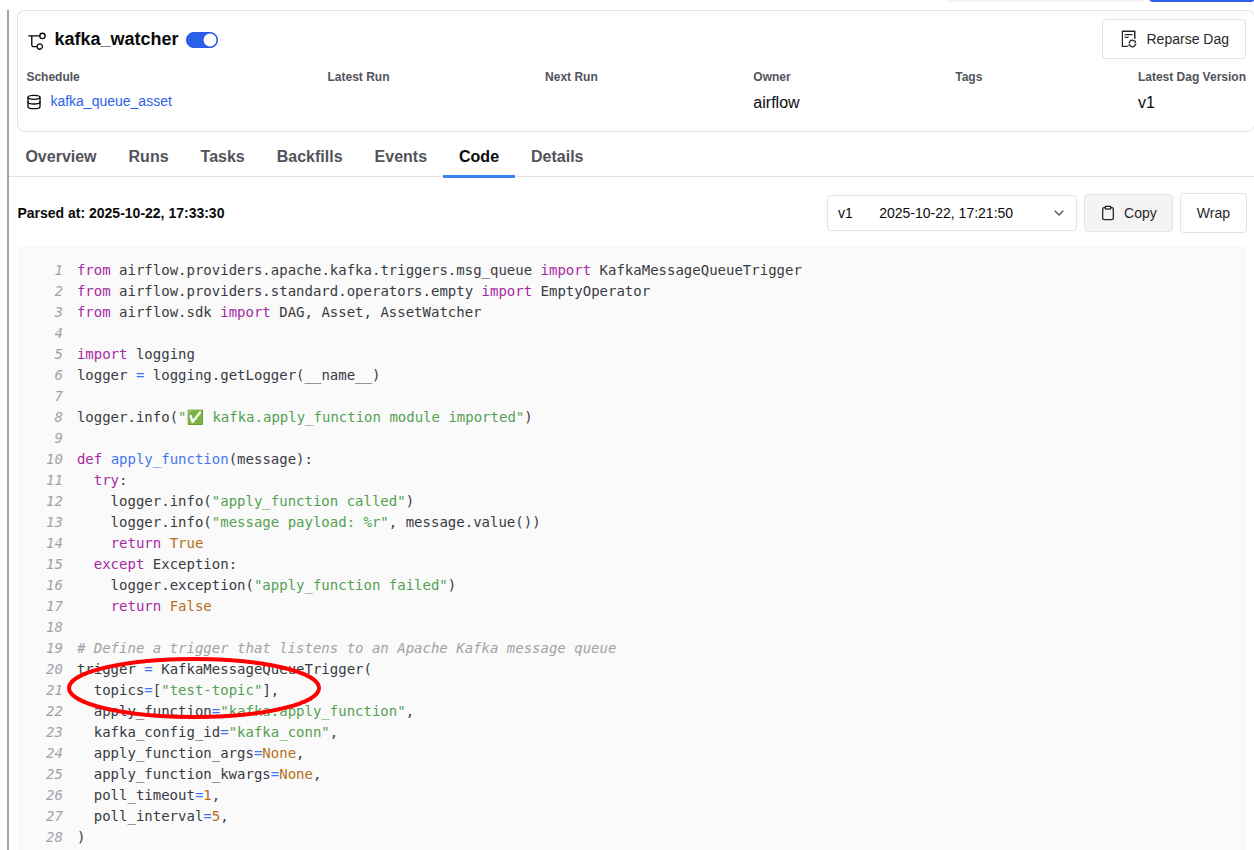 kafka_watcher
Reparse Dag
Schedule Latest Run Next Run Owner Tags Latest Dag Version
kafka_queue_asset airflow v1
Overview Runs Tasks Backfills Events Code Details
Parsed at: 2025-10-22, 17:33:30 v1 2025-10-22, 17:21:50 Copy Wrap
1 from airflow.providers.apache.kafka.triggers.msg_queue import KafkaMessageQueueTrigger
2 from airflow.providers.standard.operators.empty import EmptyOperator
3 from airflow.sdk import DAG, Asset, AssetWatcher
4
5 import logging
6 logger = logging.getLogger(__name__)
7
8 logger.info("✅ kafka.apply_function module imported")
9
10 def apply_function(message):
11   try:
12     logger.info("apply_function called")
13     logger.info("message payload: %r", message.value())
14     return True
15   except Exception:
16     logger.exception("apply_function failed")
17     return False
18
19 # Define a trigger that listens to an Apache Kafka message queue
20 trigger = KafkaMessageQueueTrigger(
21   topics=["test-topic"],
22   apply_function="kafka.apply_function",
23   kafka_config_id="kafka_conn",
24   apply_function_args=None,
25   apply_function_kwargs=None,
26   poll_timeout=1,
27   poll_interval=5,
28 )